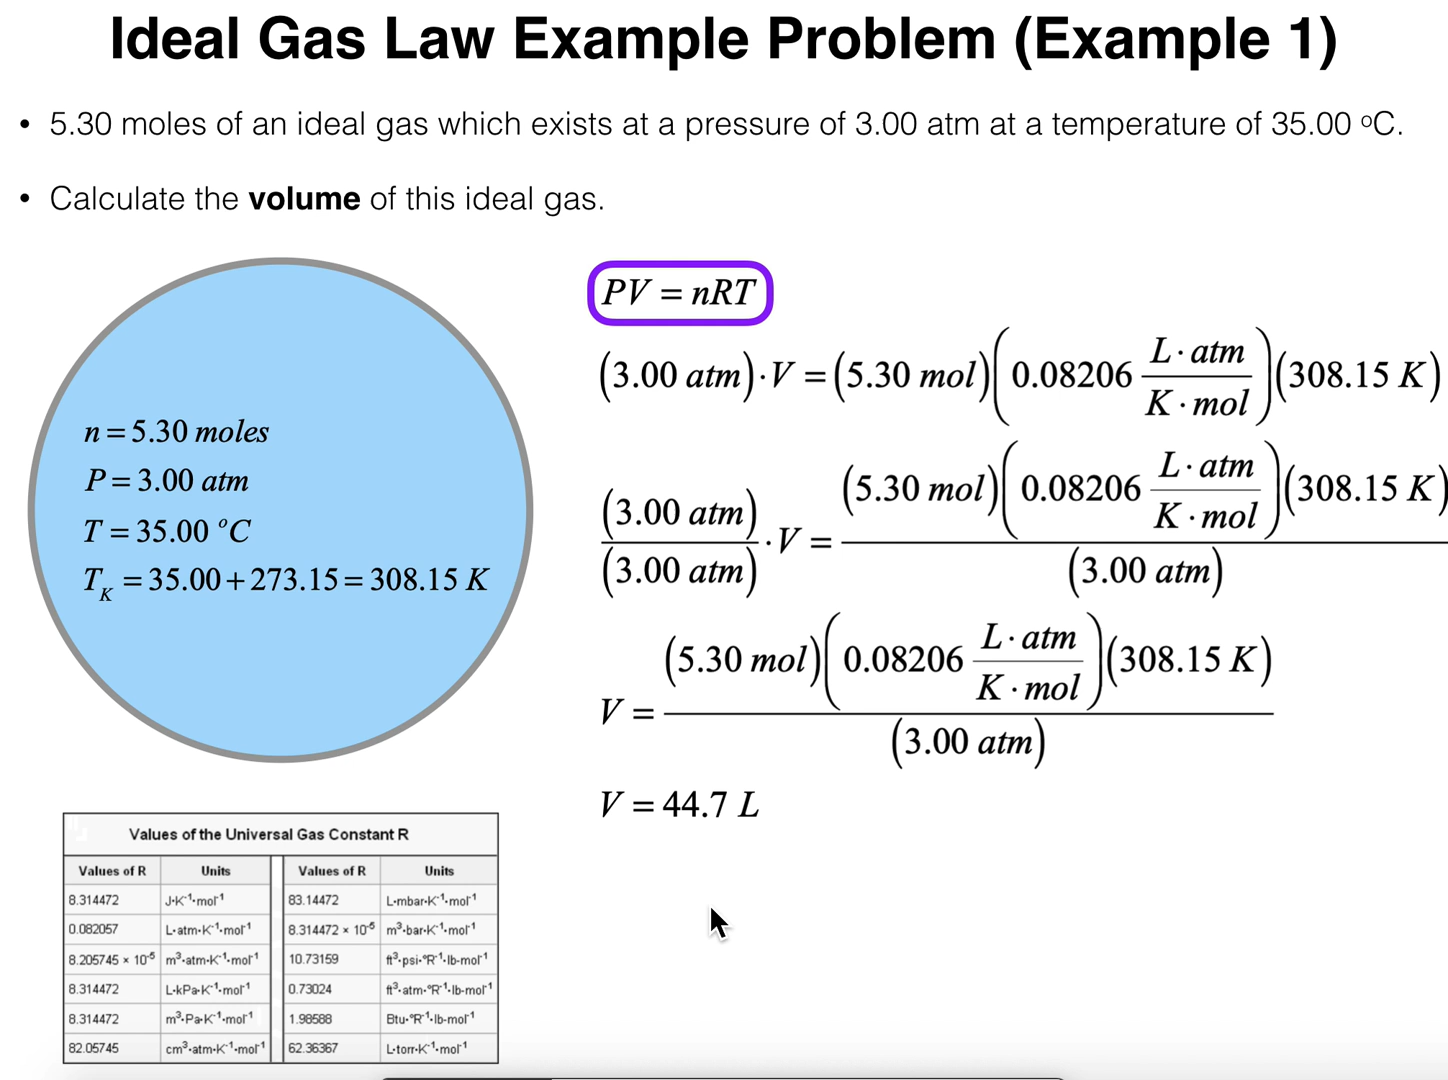 Ideal Gas Law Example Problem (Example 1)
• 5.30 moles of an ideal gas which exists at a pressure of 3.00 atm at a temperature of 35.00 ºC.
• Calculate the volume of this ideal gas.
n = 5.30 moles
P = 3.00 atm
T = 35.00 ºC
T_K = 35.00 + 273.15 = 308.15 K
PV = nRT
(3.00 atm) · V = (5.30 mol)(0.08206 L · atm / K · mol)(308.15 K)
(3.00 atm) / (3.00 atm) · V = (5.30 mol)(0.08206 L · atm / K · mol)(308.15 K) / (3.00 atm)
V = (5.30 mol)(0.08206 L · atm / K · mol)(308.15 K) / (3.00 atm)
V = 44.7 L
Values of the Universal Gas Constant R
Values of R Units Values of R Units
8.314472 J·K⁻¹·mol⁻¹ 83.14472 L·mbar·K⁻¹·mol⁻¹
0.082057 L·atm·K⁻¹·mol⁻¹ 8.314472 × 10⁻⁵ m³·bar·K⁻¹·mol⁻¹
8.205745 × 10⁻⁵ m³·atm·K⁻¹·mol⁻¹ 10.73159 ft³·psi·ºR⁻¹·lb-mol⁻¹
8.314472 L·kPa·K⁻¹·mol⁻¹ 0.73024 ft³·atm·ºR⁻¹·lb-mol⁻¹
8.314472 m³·Pa·K⁻¹·mol⁻¹ 1.98588 Btu·ºR⁻¹·lb-mol⁻¹
82.05745 cm³·atm·K⁻¹·mol⁻¹ 62.36367 L·torr·K⁻¹·mol⁻¹